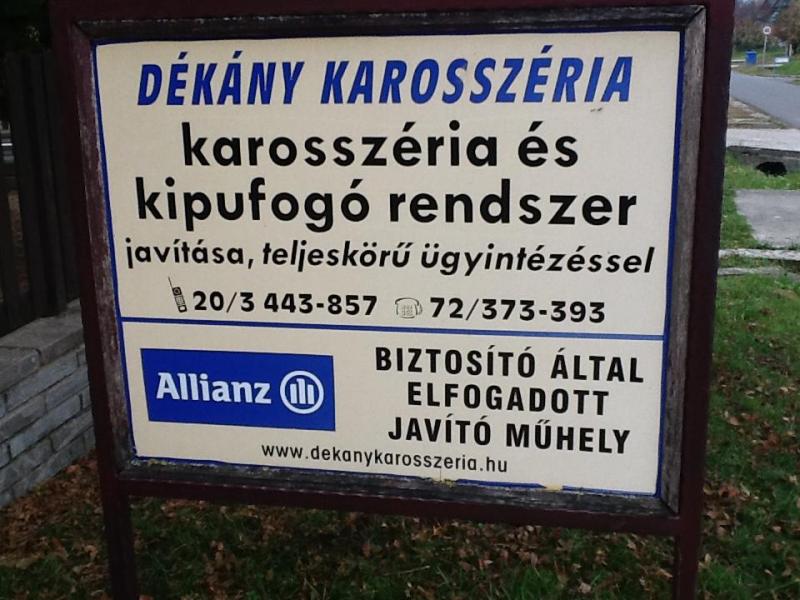 DÉKÁNY KAROSSZÉRIA
karosszéria és
kipufogó rendszer
javítása, teljeskörű ügyintézéssel
20/3 443-857 72/373-393
Allianz
BIZTOSÍTÓ ÁLTAL
ELFOGADOTT
JAVÍTÓ MŰHELY
www.dekanykarosszeria.hu